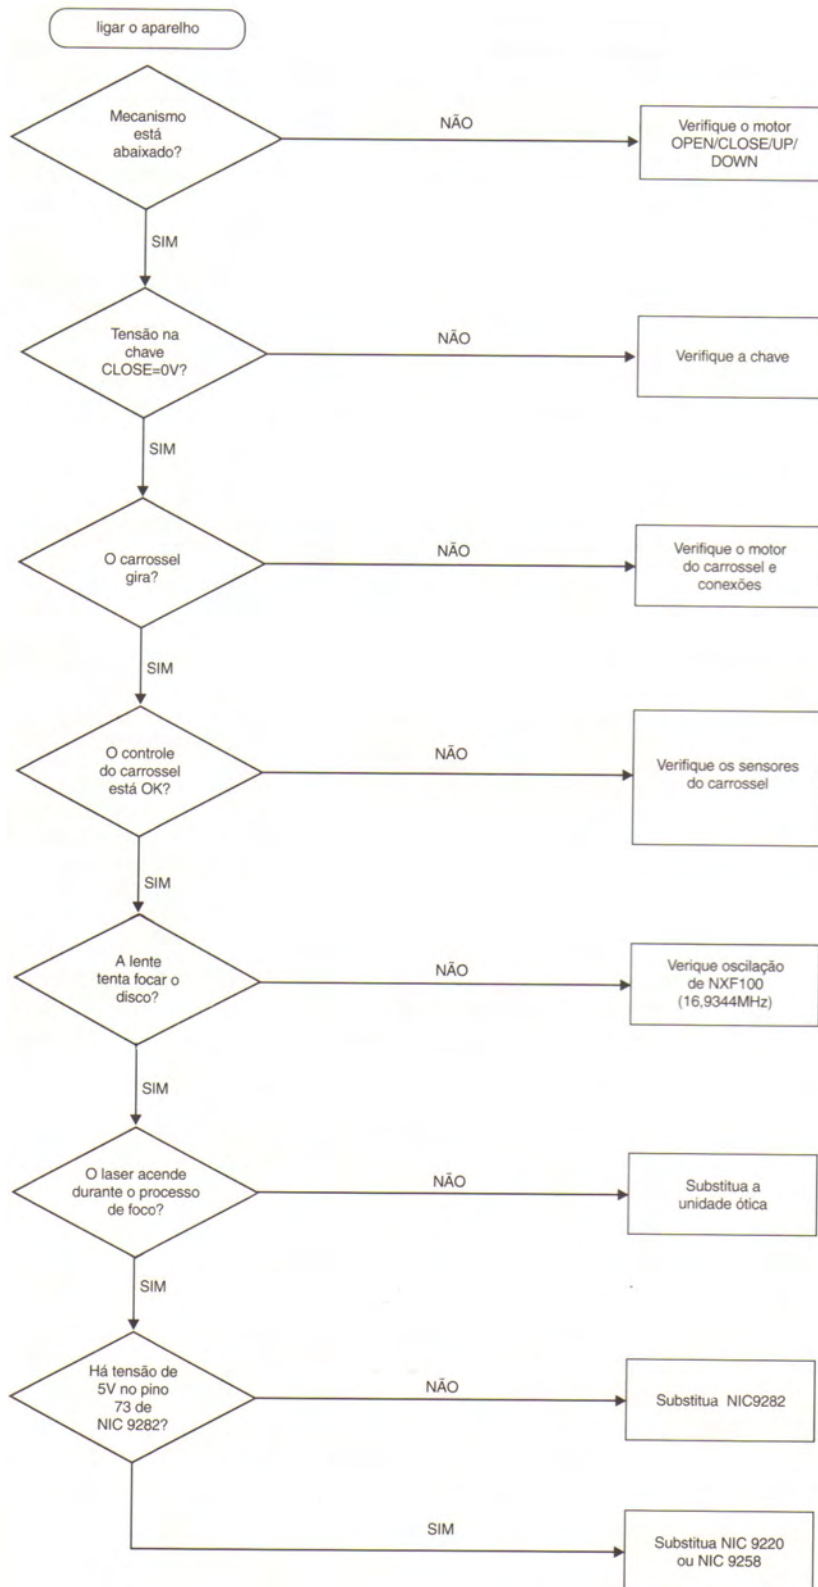 ligar o aparelho
Mecanismo
está
abaixado?
NÃO
Verifique o motor
OPEN/CLOSE/UP/
DOWN
SIM
Tensão na
chave
CLOSE=0V?
NÃO
Verifique a chave
SIM
O carrossel
gira?
NÃO
Verifique o motor
do carrossel e
conexões
SIM
O controle
do carrossel
está OK?
NÃO
Verifique os sensores
do carrossel
SIM
A lente
tenta focar o
disco?
NÃO
Verique oscilação
de NXF100
(16,9344MHz)
SIM
O laser acende
durante o processo
de foco?
NÃO
Substitua a
unidade ótica
SIM
Há tensão de
5V no pino
73 de
NIC 9282?
NÃO
Substitua NIC9282
SIM
Substitua NIC 9220
ou NIC 9258